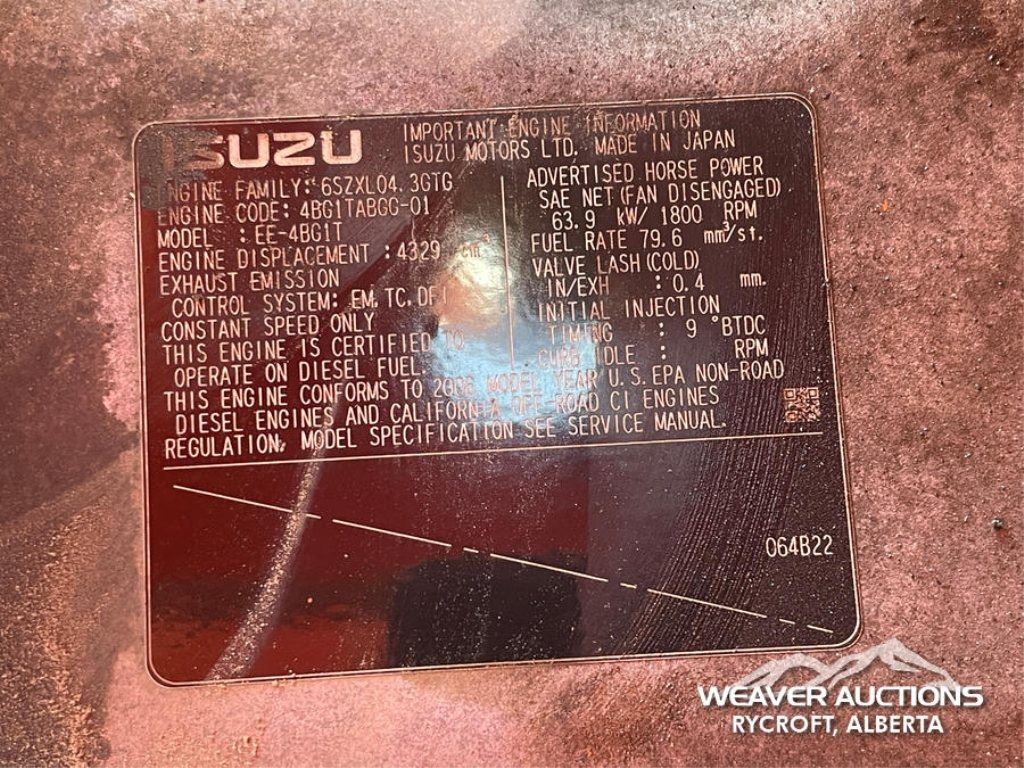 ISUZU
IMPORTANT ENGINE INFORMATION
ISUZU MOTORS LTD. MADE IN JAPAN
ENGINE FAMILY: 6SZXL04.3GTG
ENGINE CODE: 4BG1TABGG-01
MODEL : EE-4BG1T
ENGINE DISPLACEMENT : 4329 cm³
EXHAUST EMISSION
CONTROL SYSTEM: EM, TC, DFI
CONSTANT SPEED ONLY
THIS ENGINE IS CERTIFIED TO
OPERATE ON DIESEL FUEL.
ADVERTISED HORSE POWER
SAE NET (FAN DISENGAGED)
63.9 kW/ 1800 RPM
FUEL RATE 79.6 mm³/st.
VALVE LASH (COLD)
IN/EXH : 0.4 mm.
INITIAL INJECTION
TIMING : 9 °BTDC
CURB IDLE : RPM
THIS ENGINE CONFORMS TO 2006 MODEL YEAR U.S. EPA NON-ROAD
DIESEL ENGINES AND CALIFORNIA OFF-ROAD CI ENGINES
REGULATION. MODEL SPECIFICATION SEE SERVICE MANUAL.
064B22
WEAVER AUCTIONS
RYCROFT, ALBERTA